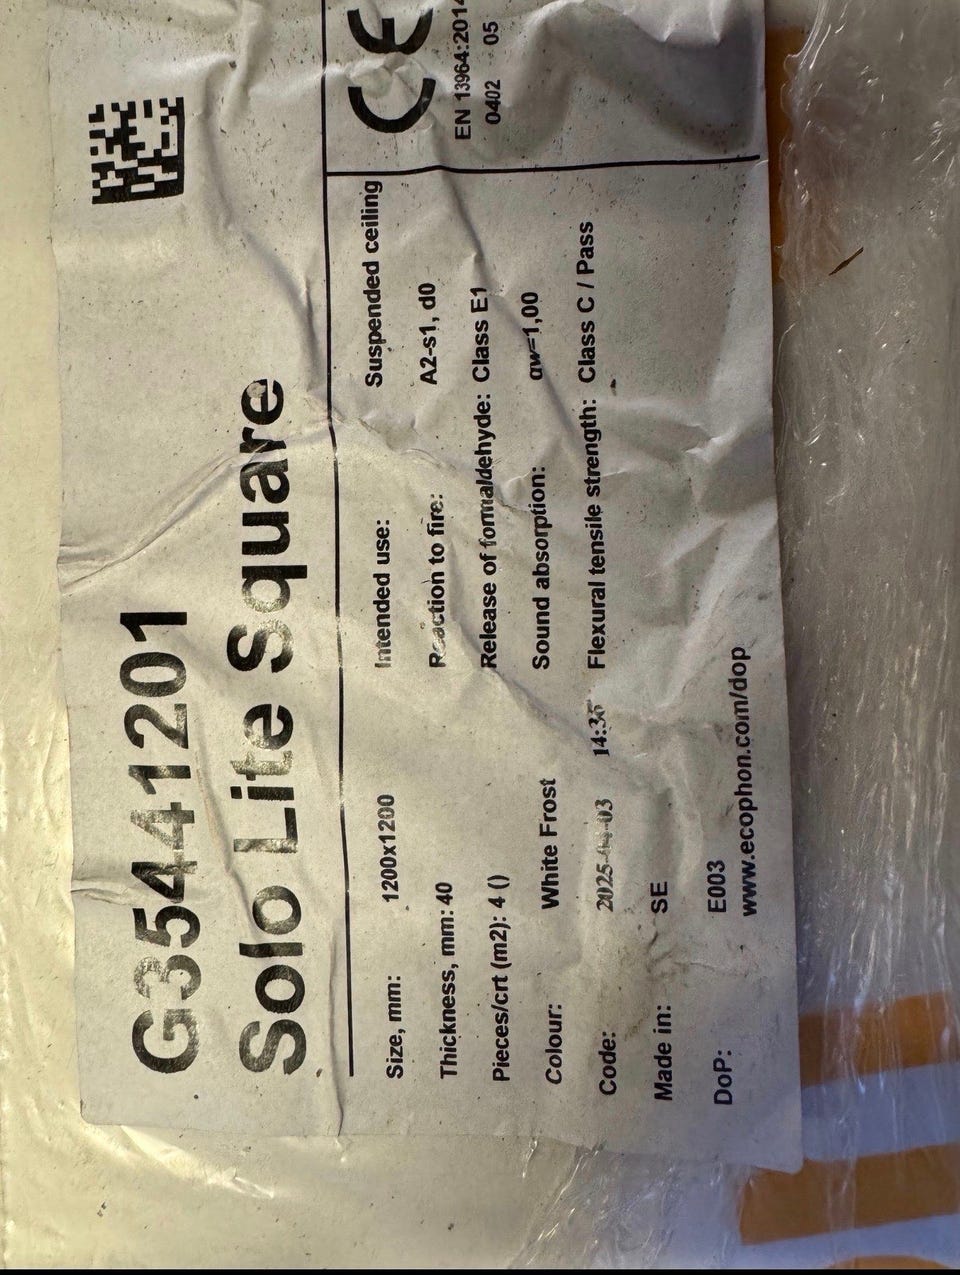 G35441201
Solo Lite Square
Size, mm: 1200x1200
Thickness, mm: 40
Pieces/crt (m2): 4 ()
Colour: White Frost
Code: 14:36
Made in: SE
DoP: E003
www.ecophon.com/dop
Intended use: Suspended ceiling
Reaction to fire: A2-s1, d0
Release of formaldehyde: Class E1
Sound absorption: αw=1,00
Flexural tensile strength: Class C / Pass
CE
EN 13964:2014
0402 05